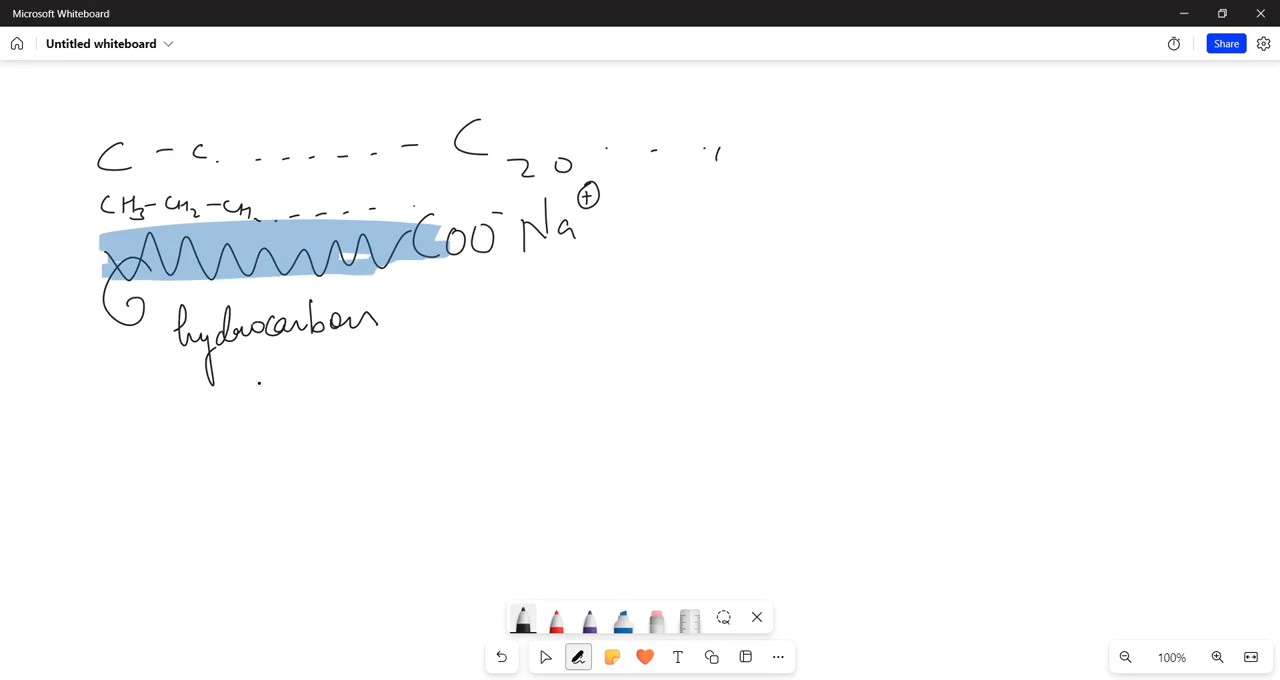 Microsoft Whiteboard
Untitled whiteboard
Share
C - c. ------- C20 . - . ,
CH3-CH2-CH2 - - - - - .
COO⁻ Na⊕
hydrocarbon
T
100%